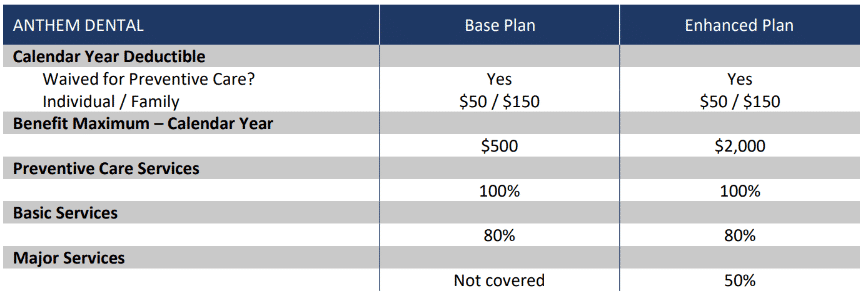 ANTHEM DENTAL Base Plan Enhanced Plan
Calendar Year Deductible
Waived for Preventive Care? Yes Yes
Individual / Family $50 / $150 $50 / $150
Benefit Maximum – Calendar Year
$500 $2,000
Preventive Care Services
100% 100%
Basic Services
80% 80%
Major Services
Not covered 50%